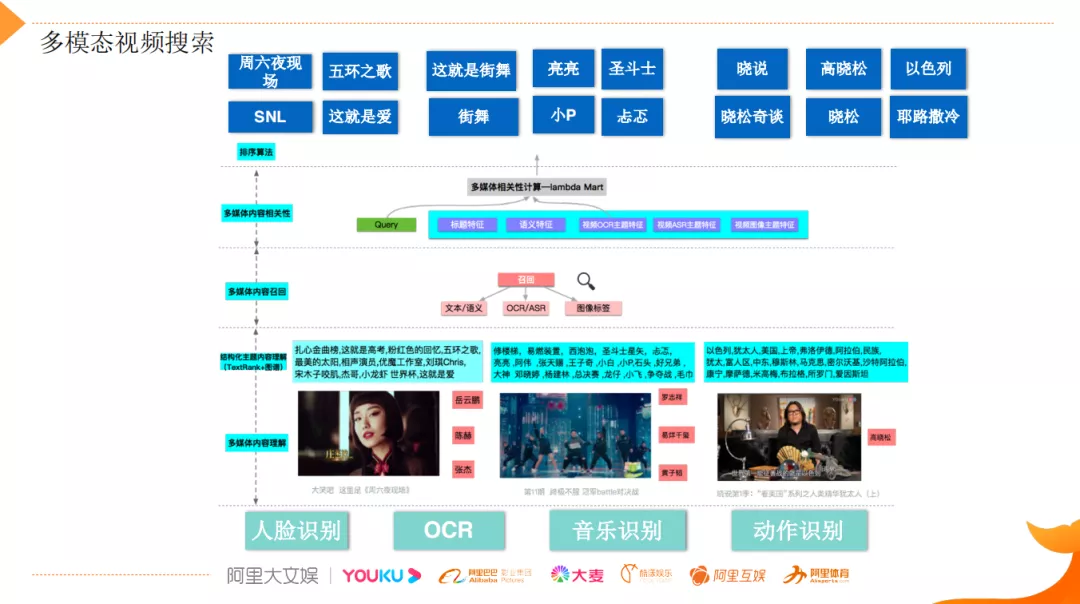 多模态视频搜索
周六夜现
场
五环之歌
这就是街舞
亮亮
圣斗士
晓说
高晓松
以色列
SNL
这就是爱
街舞
小P
忐忑
晓松奇谈
晓松
耶路撒冷
排序算法
多媒体相关性计算—lambda Mart
多媒体内容相关性
Query
标题特征
语义特征
视频OCR主题特征
视频ASR主题特征
视频图像主题特征
多媒体内容召回
召回
文本/语义
OCR/ASR
图像标签
结构化主题内容理解
(TextRank+图谱)
扎心金曲榜,这就是高考,粉红色的回忆,五环之歌,
最美的太阳,相声演员,优魔工作室,刘琪Chris,
宋木子咬肌,杰哥,小龙虾 世界杯,这就是爱
修楼梯, 易燃装置, 西泡泡, 圣斗士星矢, 忐忑,
亮亮 ,阿伟 ,张天骊 ,王子奇 ,小白 ,小P,石头 ,好兄弟 ,
大神 ,邓晓婷 ,杨建林 ,总决赛 ,龙仔 ,小飞 ,争夺战 ,毛巾
以色列,犹太人,美国,上帝,弗洛伊德,阿拉伯,民族,
犹太,富人区,中东,穆斯林,马克思,密尔沃基,沙特阿拉伯,
康宁,摩萨德,米高梅,布拉格,所罗门,爱因斯坦
多媒体内容理解
岳云鹏
陈赫
张杰
大笑吧 这里是《周六夜现场》
罗志祥
易烊千玺
黄子韬
第11期 跨极不服 冠军battle对决战
高晓松
晓说第1季：“看美国”系列之人类精华犹太人（上）
人脸识别
OCR
音乐识别
动作识别
阿里大文娱
YOUKU
阿里巴巴
影业集团
Alibaba Pictures
大麦
阿里互娱
阿里体育
Alisports.com